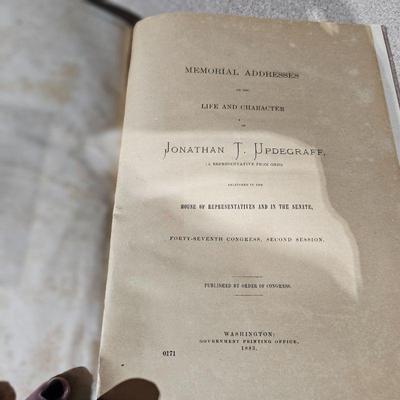 MEMORIAL ADDRESSES
ON THE
LIFE AND CHARACTER
OF
JONATHAN T. UPDEGRAFF,
(A REPRESENTATIVE FROM OHIO)
DELIVERED IN THE
HOUSE OF REPRESENTATIVES AND IN THE SENATE,
FORTY-SEVENTH CONGRESS, SECOND SESSION.
PUBLISHED BY ORDER OF CONGRESS.
WASHINGTON:
GOVERNMENT PRINTING OFFICE,
1883.
0171